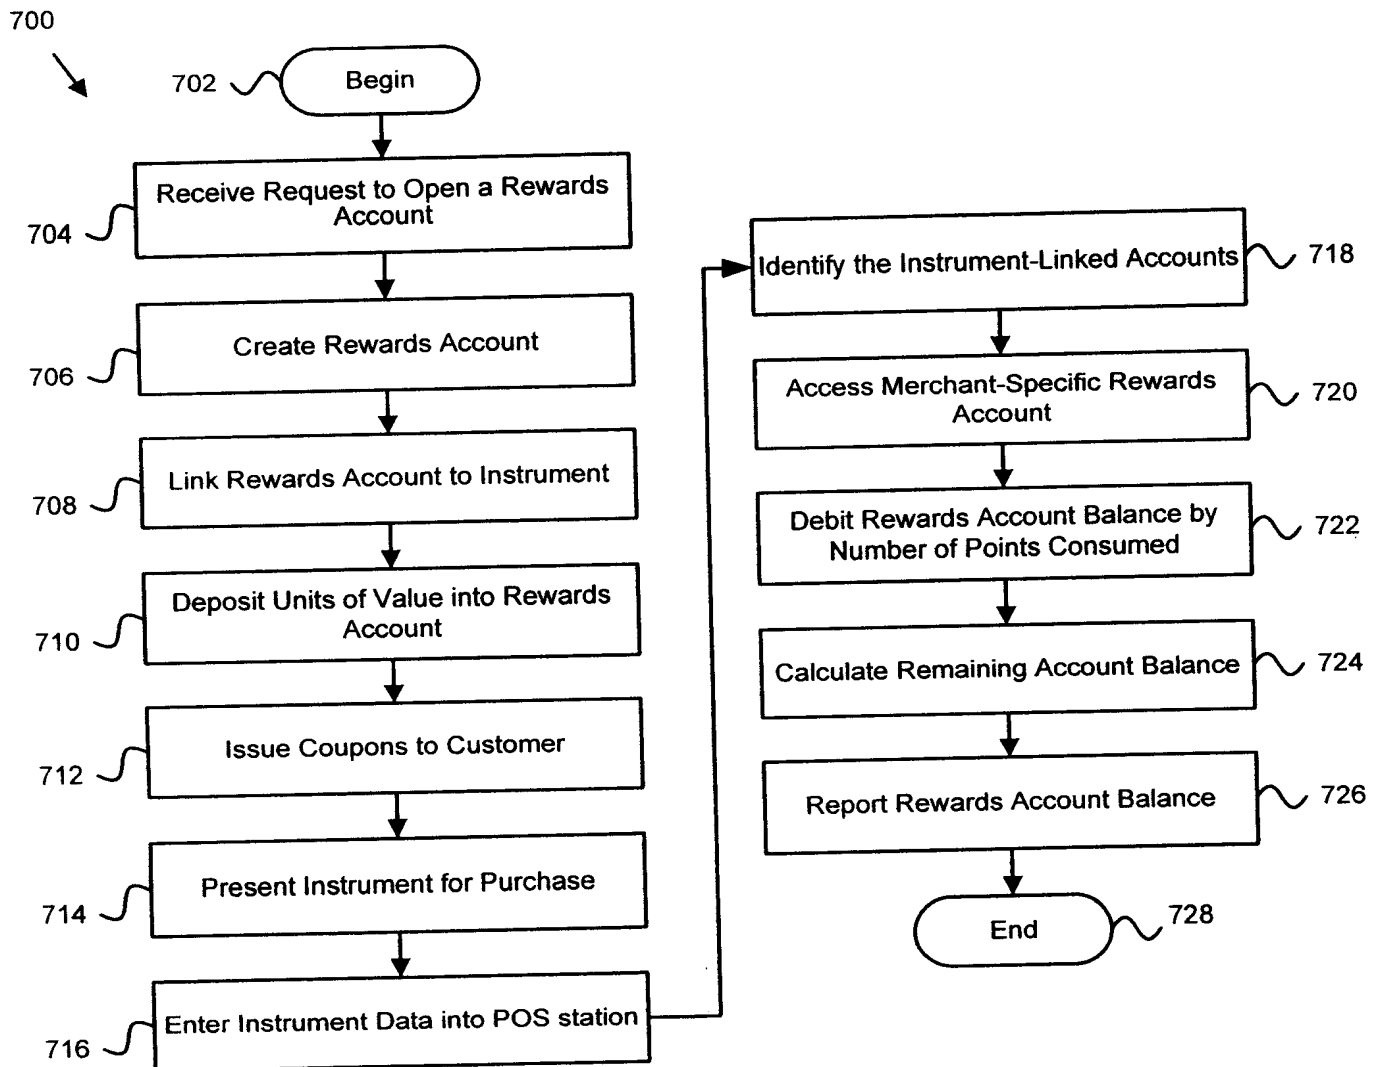 700
702
Begin
Receive Request to Open a Rewards
Account
704
Create Rewards Account
706
Link Rewards Account to Instrument
708
Deposit Units of Value into Rewards
Account
710
Issue Coupons to Customer
712
Present Instrument for Purchase
714
Enter Instrument Data into POS station
716
Identify the Instrument-Linked Accounts
718
Access Merchant-Specific Rewards
Account
720
Debit Rewards Account Balance by
Number of Points Consumed
722
Calculate Remaining Account Balance
724
Report Rewards Account Balance
726
End
728